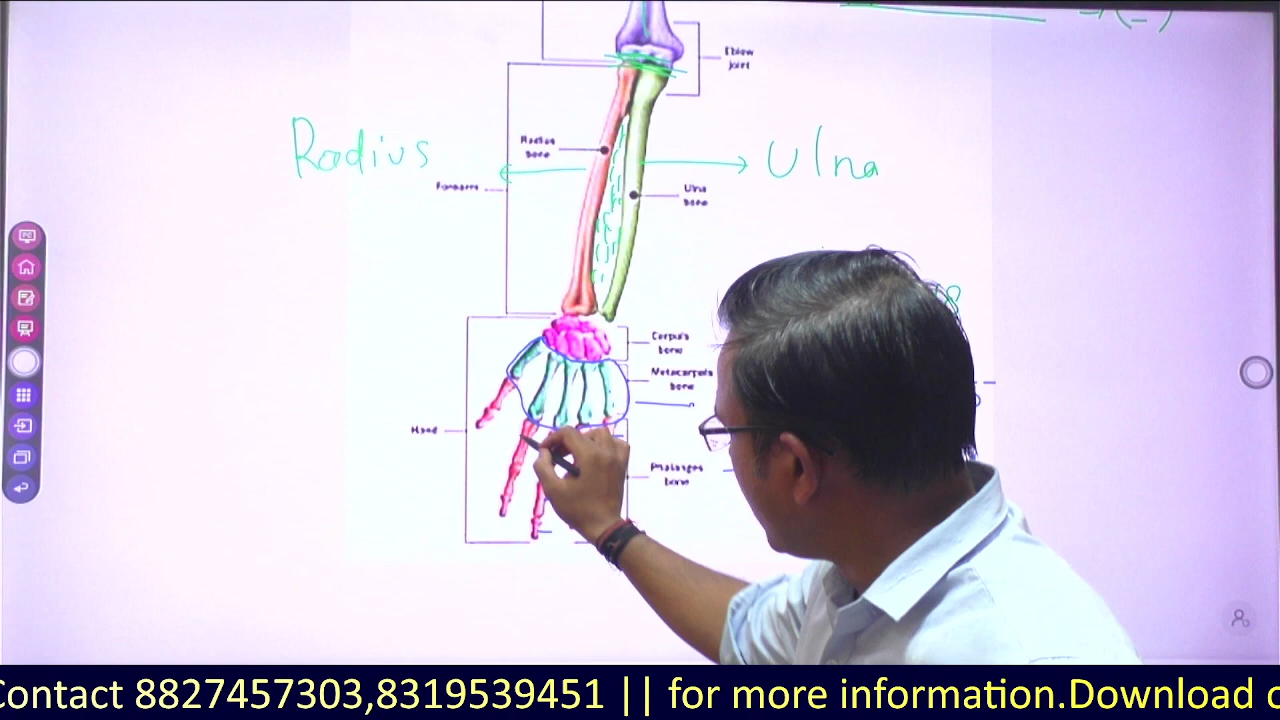 Elbow
joint
Radius
Radius
bone
Ulna
Forearm
Ulna
bone
8
Carpals
bone
Metacarpals
bone
Hand
Phalanges
bone
Contact 8827457303,8319539451 || for more information.Download